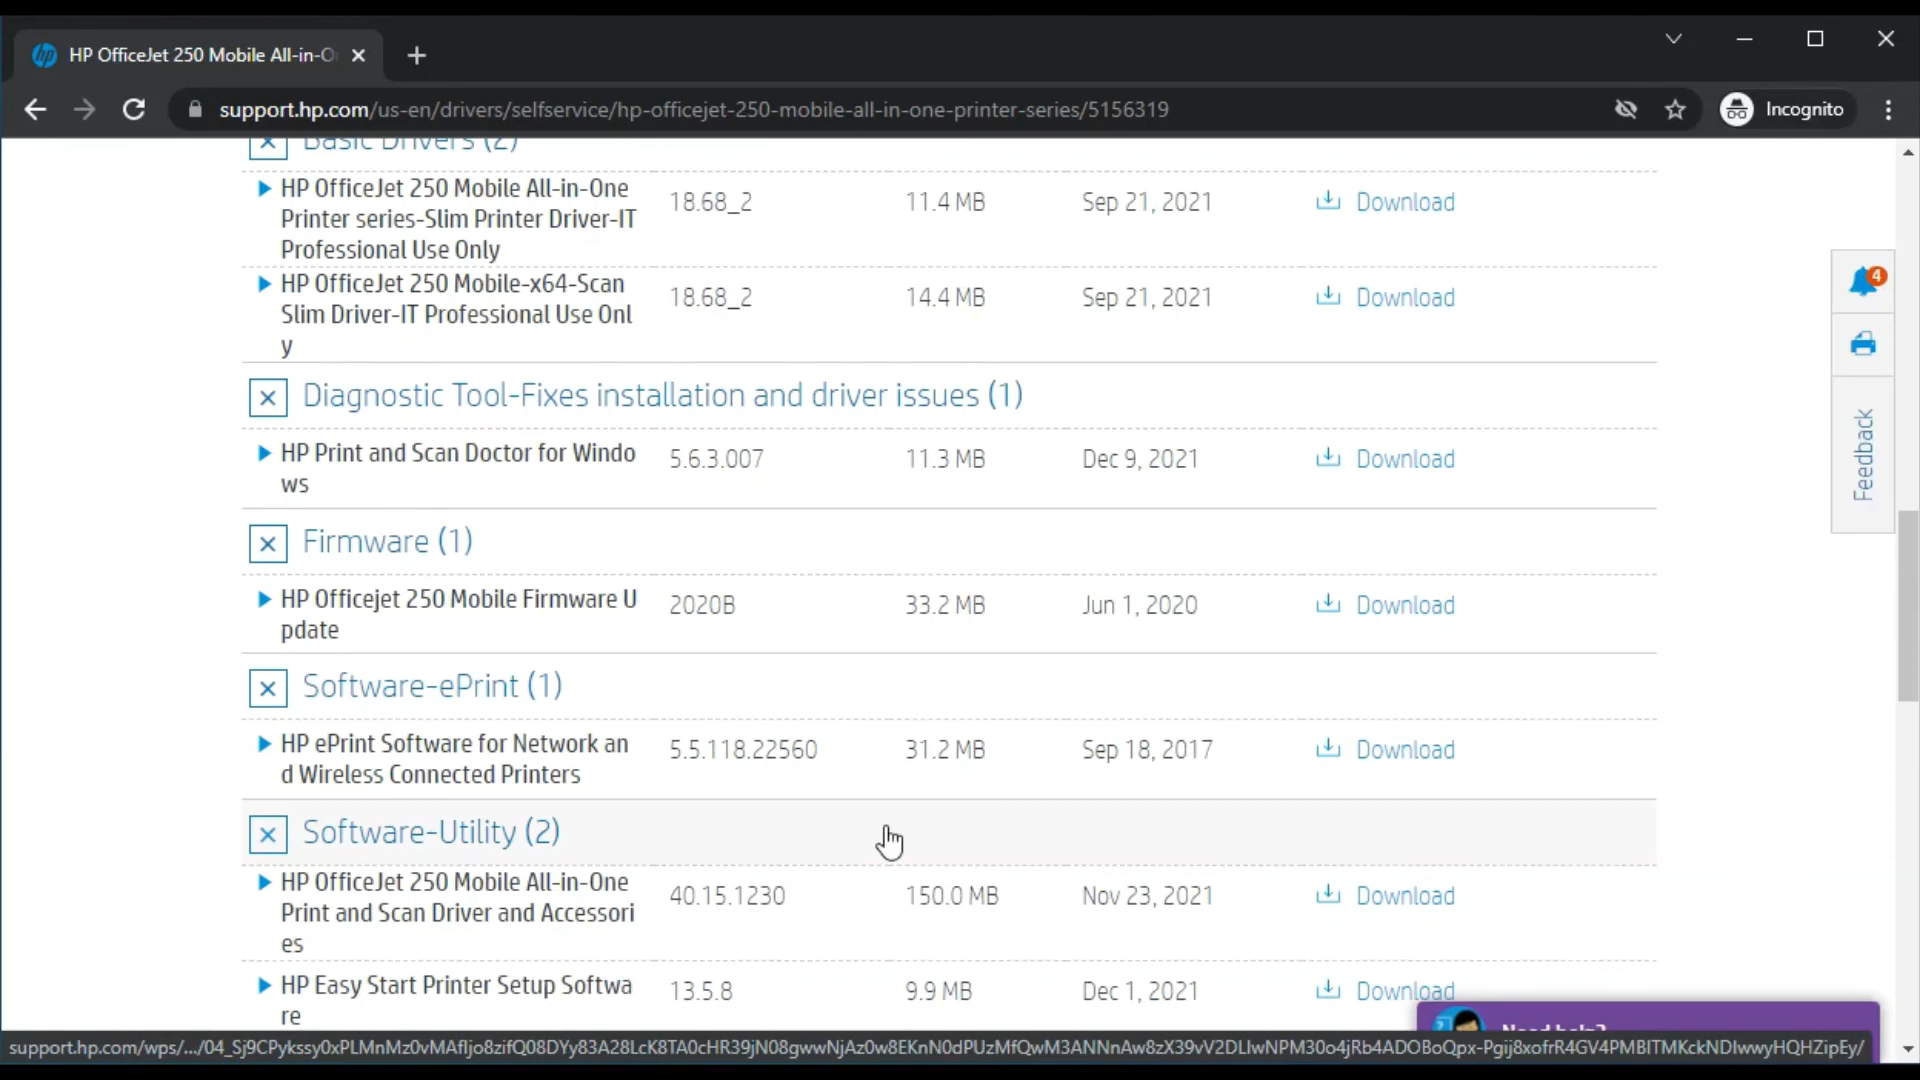 HP OfficeJet 250 Mobile All-in-O
support.hp.com/us-en/drivers/selfservice/hp-officejet-250-mobile-all-in-one-printer-series/5156319
Incognito
Basic Drivers (2)
HP OfficeJet 250 Mobile All-in-One
Printer series-Slim Printer Driver-IT
Professional Use Only
18.68_2
11.4 MB
Sep 21, 2021
Download
HP OfficeJet 250 Mobile-x64-Scan
Slim Driver-IT Professional Use Onl
y
18.68_2
14.4 MB
Sep 21, 2021
Download
4
Feedback
Diagnostic Tool-Fixes installation and driver issues (1)
HP Print and Scan Doctor for Windo
ws
5.6.3.007
11.3 MB
Dec 9, 2021
Download
Firmware (1)
HP Officejet 250 Mobile Firmware U
pdate
2020B
33.2 MB
Jun 1, 2020
Download
Software-ePrint (1)
HP ePrint Software for Network an
d Wireless Connected Printers
5.5.118.22560
31.2 MB
Sep 18, 2017
Download
Software-Utility (2)
HP OfficeJet 250 Mobile All-in-One
Print and Scan Driver and Accessori
es
40.15.1230
150.0 MB
Nov 23, 2021
Download
HP Easy Start Printer Setup Softwa
re
13.5.8
9.9 MB
Dec 1, 2021
Download
Need help?